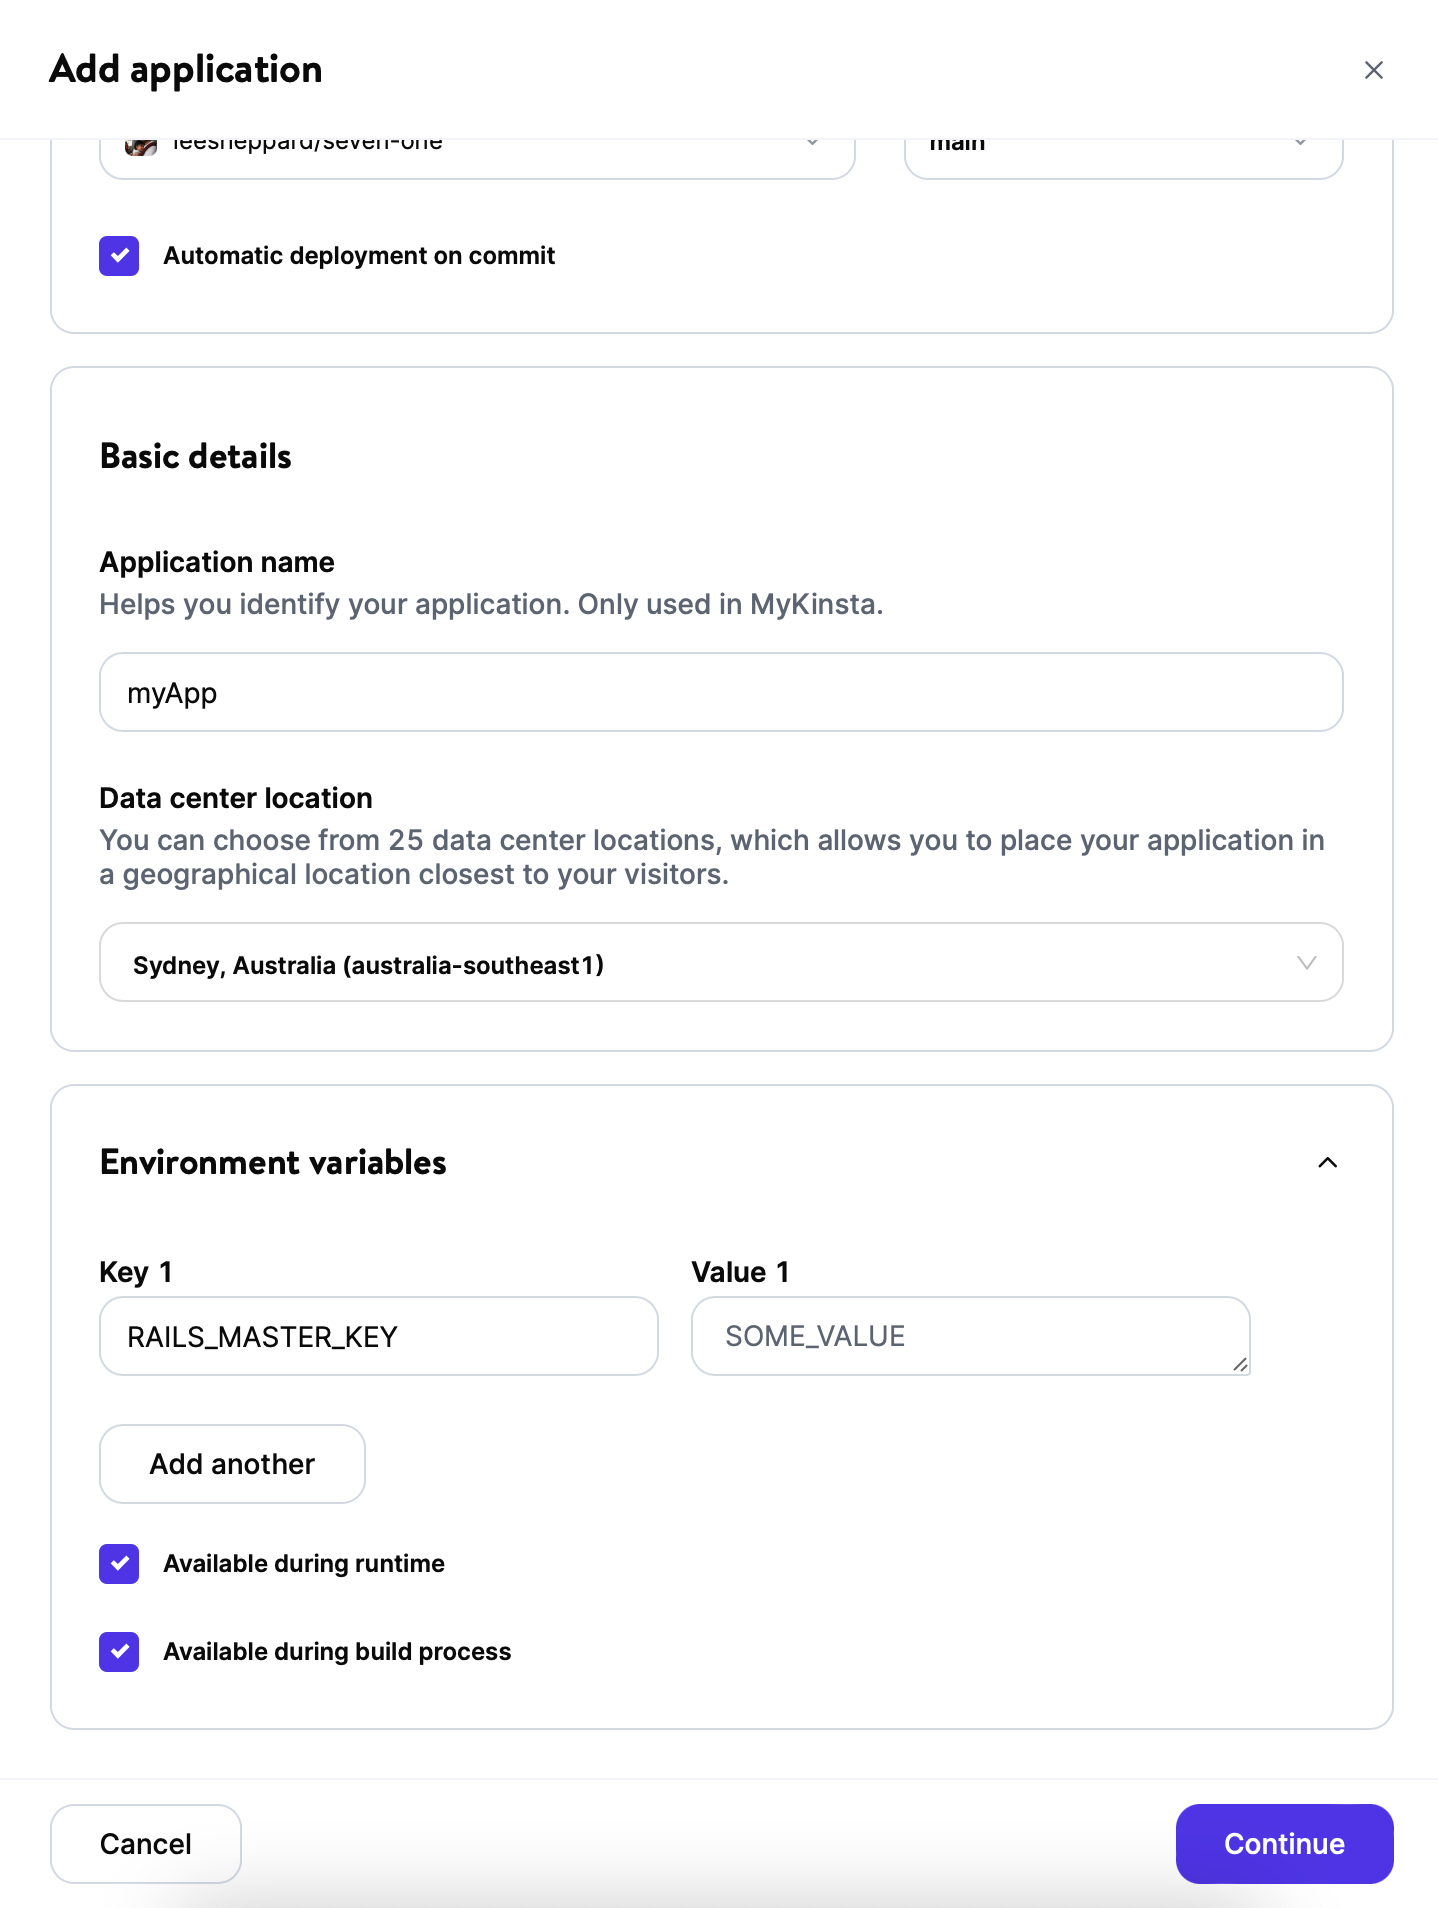 Add application
leesheppard/seven-one
main
Automatic deployment on commit
Basic details
Application name
Helps you identify your application. Only used in MyKinsta.
myApp
Data center location
You can choose from 25 data center locations, which allows you to place your application in
a geographical location closest to your visitors.
Sydney, Australia (australia-southeast1)
Environment variables
Key 1
Value 1
RAILS_MASTER_KEY
SOME_VALUE
Add another
Available during runtime
Available during build process
Cancel
Continue